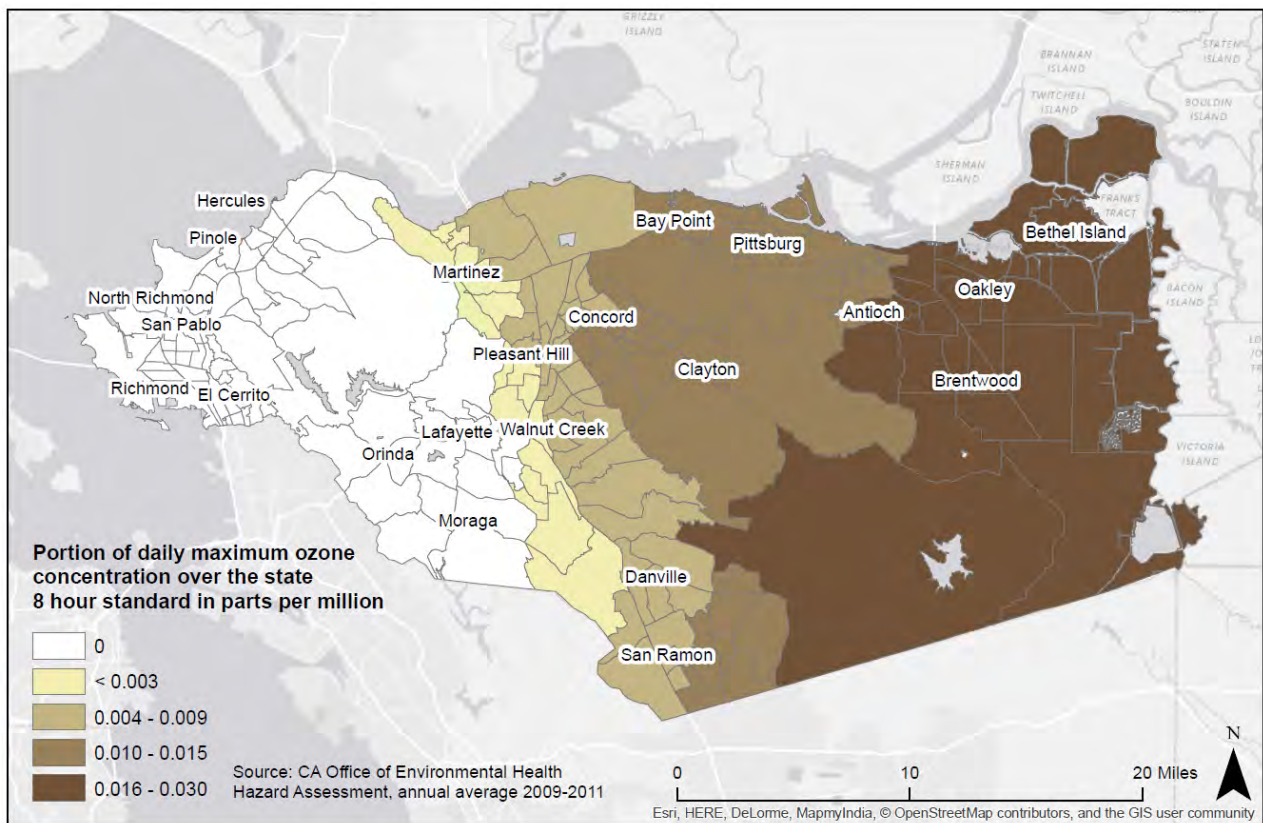 GRIZZLY
ISLAND
BRANNAN
ISLAND
STATEN
ISLAND
TWITCHELL
ISLAND
BOULDIN
ISLAND
SHERMAN
ISLAND
FRANKS
TRACT
Hercules
Bay Point
Bethel Island
Pinole
Pittsburg
Martinez
Oakley
BACON
ISLAND
North Richmond
San Pablo
Concord
Antioch
Pleasant Hill
Clayton
Richmond
El Cerrito
Brentwood
Lafayette
Walnut Creek
Orinda
VICTORIA
ISLAND
Moraga
Danville
San Ramon
Portion of daily maximum ozone
concentration over the state
8 hour standard in parts per million
0
< 0.003
0.004 - 0.009
0.010 - 0.015
0.016 - 0.030
Source: CA Office of Environmental Health
Hazard Assessment, annual average 2009-2011
0 10 20 Miles
N
Esri, HERE, DeLorme, MapmyIndia, © OpenStreetMap contributors, and the GIS user community